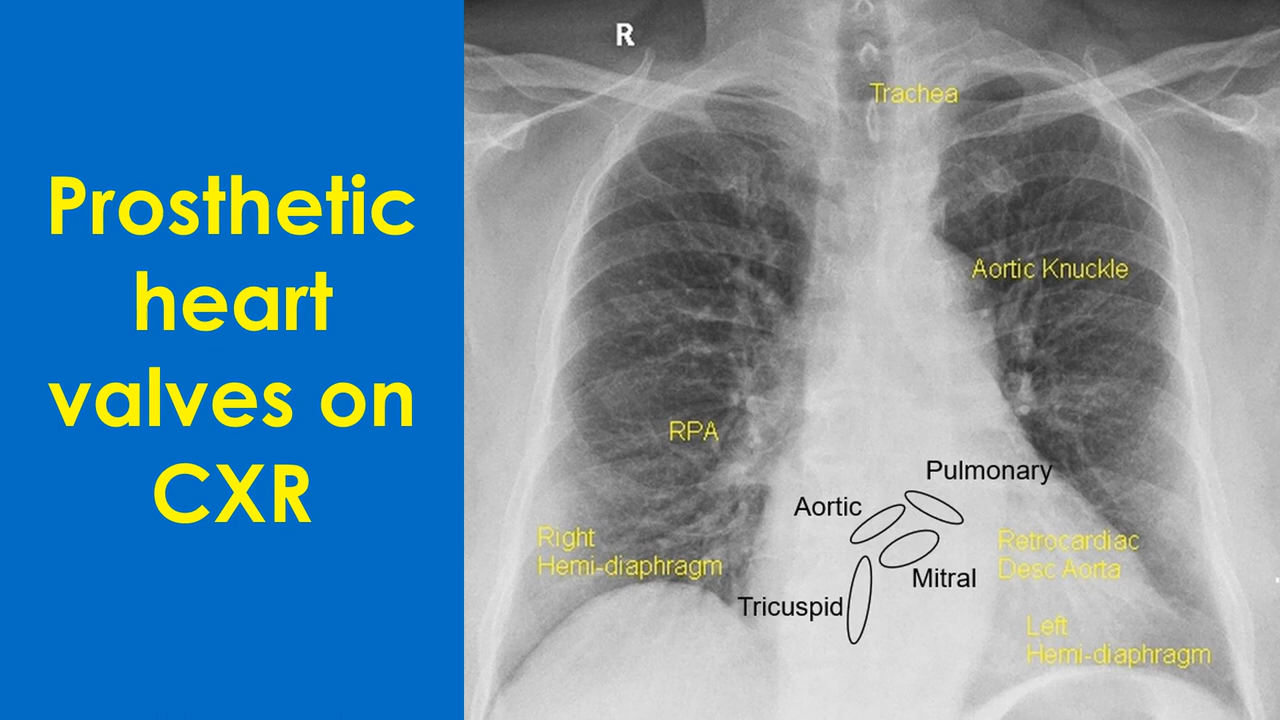 Prosthetic
heart
valves on
CXR
R
Trachea
Aortic Knuckle
RPA
Pulmonary
Aortic
Right
Hemi-diaphragm
Retrocardiac
Desc Aorta
Mitral
Tricuspid
Left
Hemi-diaphragm